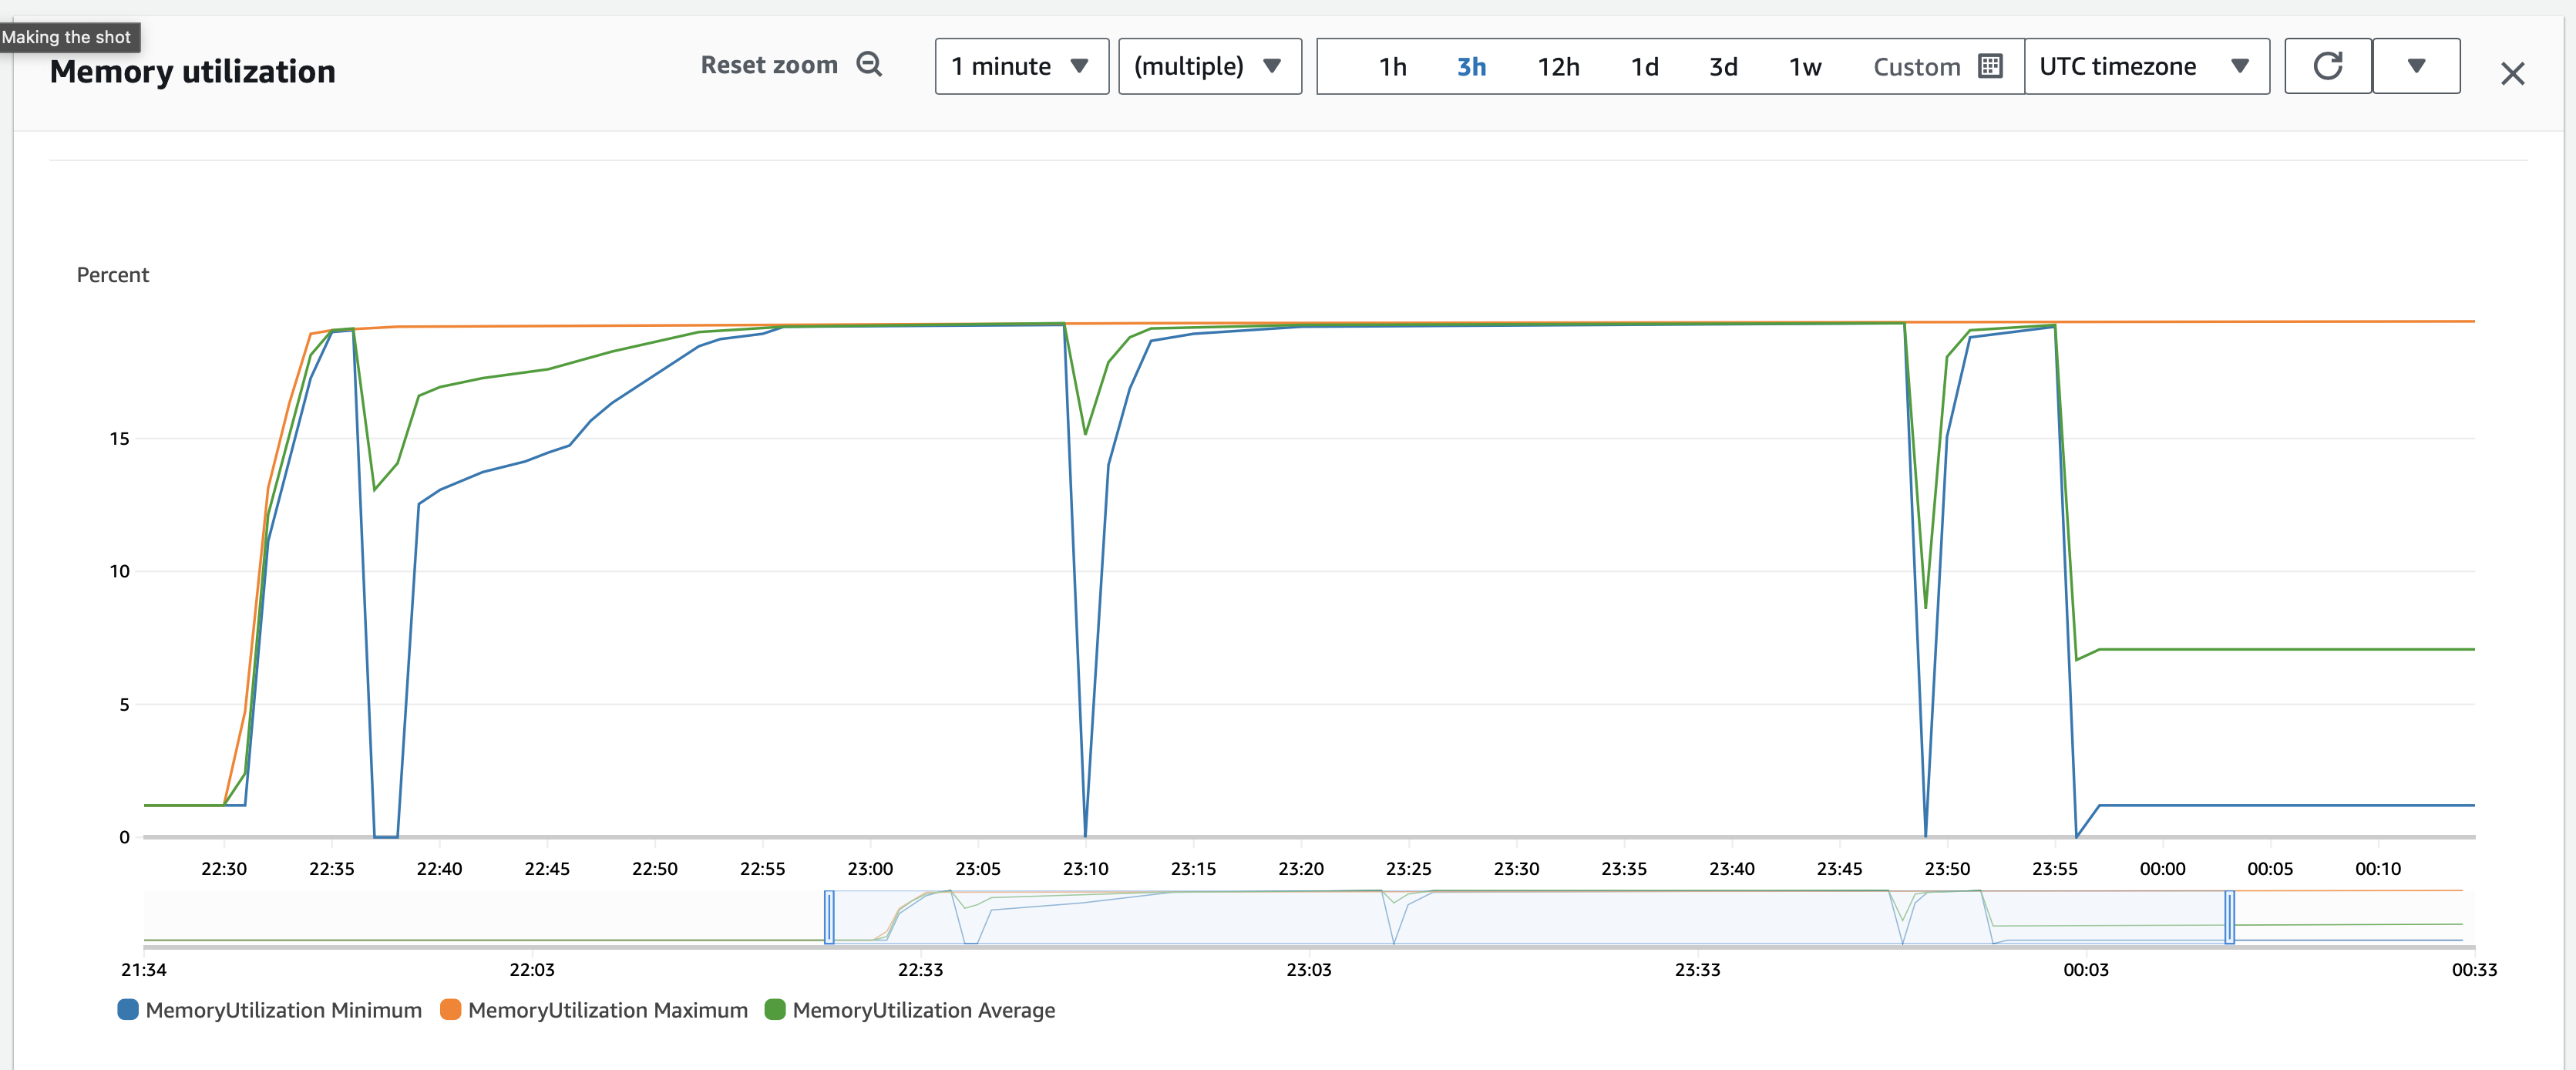 Making the shot
Memory utilization
Reset zoom
1 minute
(multiple)
1h 3h 12h 1d 3d 1w Custom
UTC timezone
Percent
15
10
5
0
22:30 22:35 22:40 22:45 22:50 22:55 23:00 23:05 23:10 23:15 23:20 23:25 23:30 23:35 23:40 23:45 23:50 23:55 00:00 00:05 00:10
21:34 22:03 22:33 23:03 23:33 00:03 00:33
MemoryUtilization Minimum MemoryUtilization Maximum MemoryUtilization Average